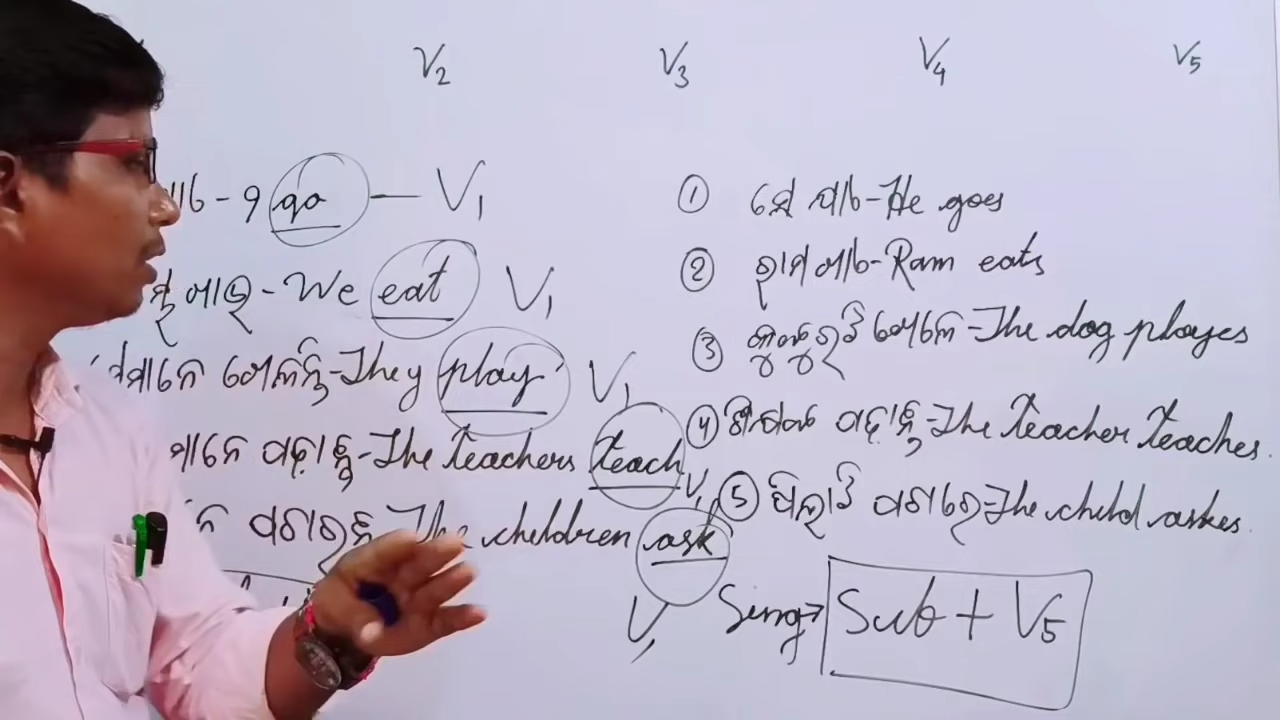 V2 V3 V4 V5
ଯାଏ - I go — V1
ଖାଉ - We eat V1
ସେମାନେ ଖେଳନ୍ତି - They play V1
ମାନେ ପଢ଼ାନ୍ତି - The teachers teach V1
ପଚାରନ୍ତି - The children ask V1
① ସେ ଯାଏ - He goes
② ରାମ ଖାଏ - Ram eats
③ କୁକୁରଟି ଖେଳେ - The dog playes
④ ଶିକ୍ଷକ ପଢ଼ାନ୍ତି - The teacher teaches.
⑤ ପିଲାଟି ପଚାରେ - The child askes.
Sing → Sub + V5